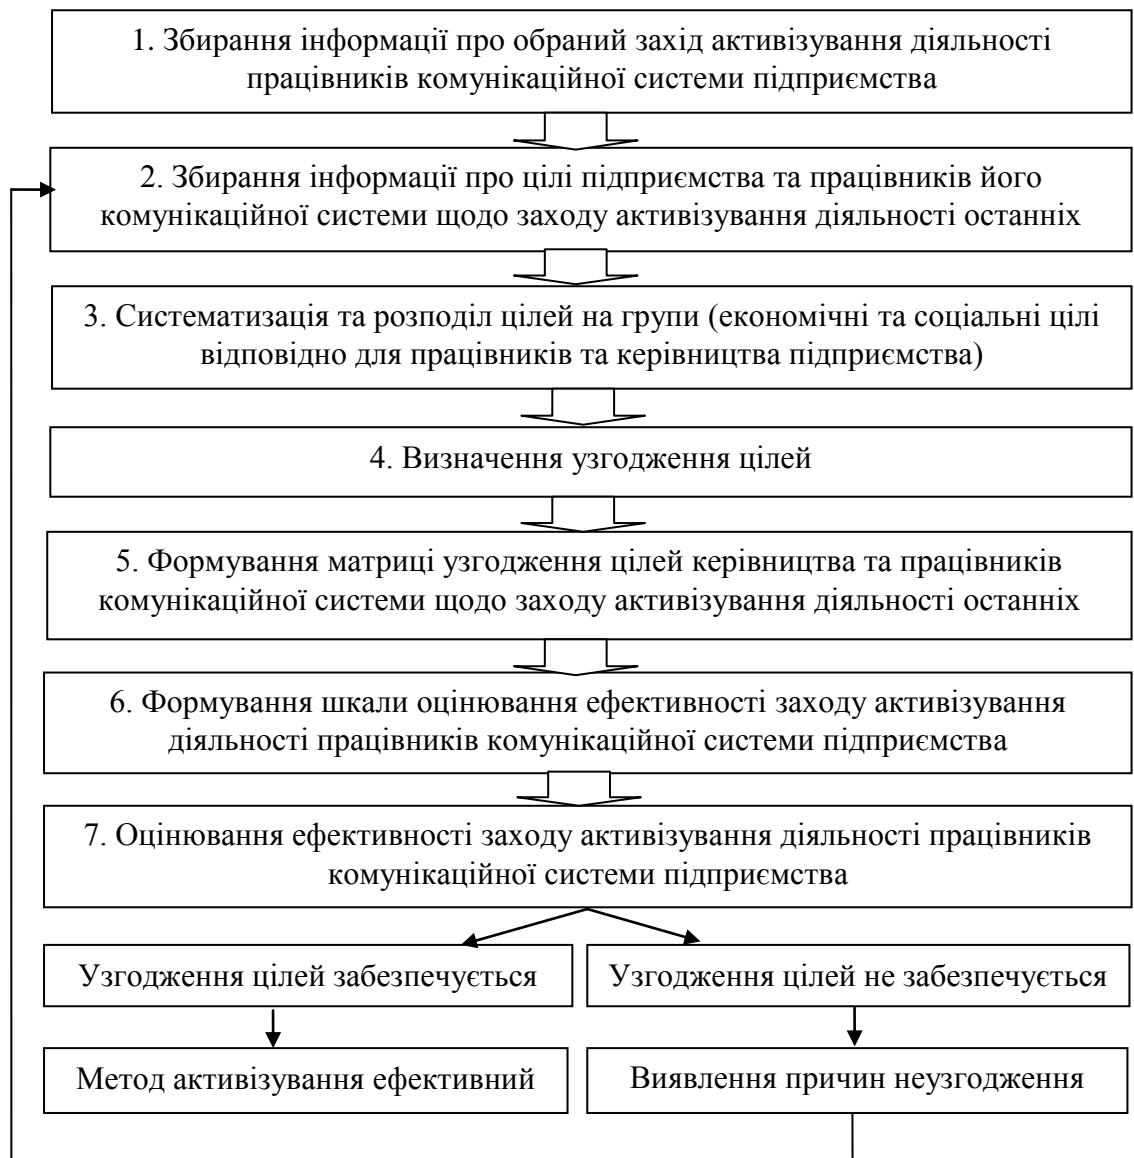 1. Збирання інформації про обраний захід активізування діяльності
працівників комунікаційної системи підприємства
2. Збирання інформації про цілі підприємства та працівників його
комунікаційної системи щодо заходу активізування діяльності останніх
3. Систематизація та розподіл цілей на групи (економічні та соціальні цілі
відповідно для працівників та керівництва підприємства)
4. Визначення узгодження цілей
5. Формування матриці узгодження цілей керівництва та працівників
комунікаційної системи щодо заходу активізування діяльності останніх
6. Формування шкали оцінювання ефективності заходу активізування
діяльності працівників комунікаційної системи підприємства
7. Оцінювання ефективності заходу активізування діяльності працівників
комунікаційної системи підприємства
Узгодження цілей забезпечується
Узгодження цілей не забезпечується
Метод активізування ефективний
Виявлення причин неузгодження